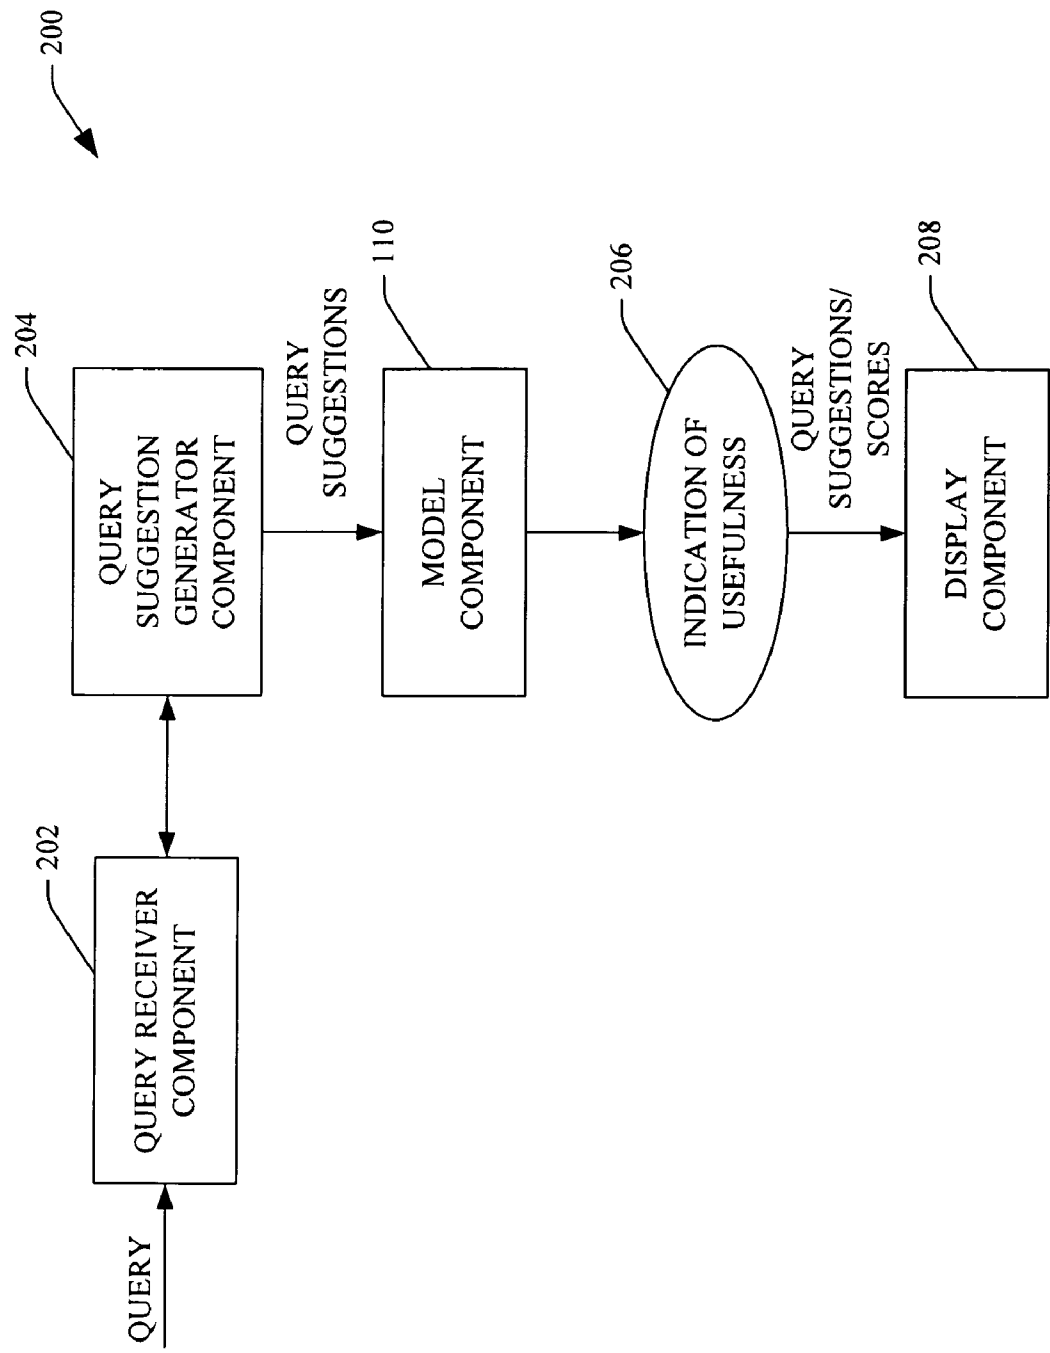 200
204
QUERY
SUGGESTION
GENERATOR
COMPONENT
202
QUERY RECEIVER
COMPONENT
QUERY
QUERY
SUGGESTIONS
110
MODEL
COMPONENT
206
INDICATION OF
USEFULNESS
QUERY
SUGGESTIONS/
SCORES
208
DISPLAY
COMPONENT